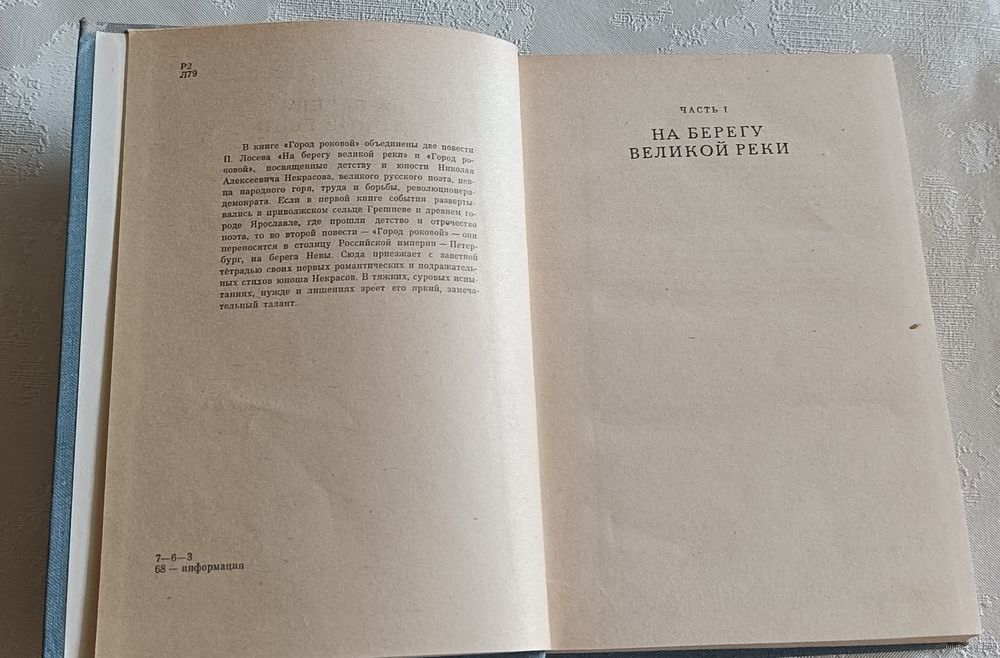 Р2
Л79
В книге «Город роковой» объединены две повести
П. Лосева «На берегу великой реки» и «Город ро-
ковой», посвященные детству и юности Николая
Алексеевича Некрасова, великого русского поэта, пев-
ца народного горя, труда и борьбы, революционера-
демократа. Если в первой книге события разверты-
вались в приволжском сельце Грешневе и древнем го-
роде Ярославле, где прошли детство и отрочество
поэта, то во второй повести — «Город роковой» — они
переносятся в столицу Российской империи — Петер-
бург, на берега Невы. Сюда приезжает с заветной
тетрадью своих первых романтических и подражатель-
ных стихов юноша Некрасов. В тяжких, суровых испы-
таниях, нужде и лишениях зреет его яркий, замеча-
тельный талант.
7—6—3
68 — информация
ЧАСТЬ I
НА БЕРЕГУ
ВЕЛИКОЙ РЕКИ